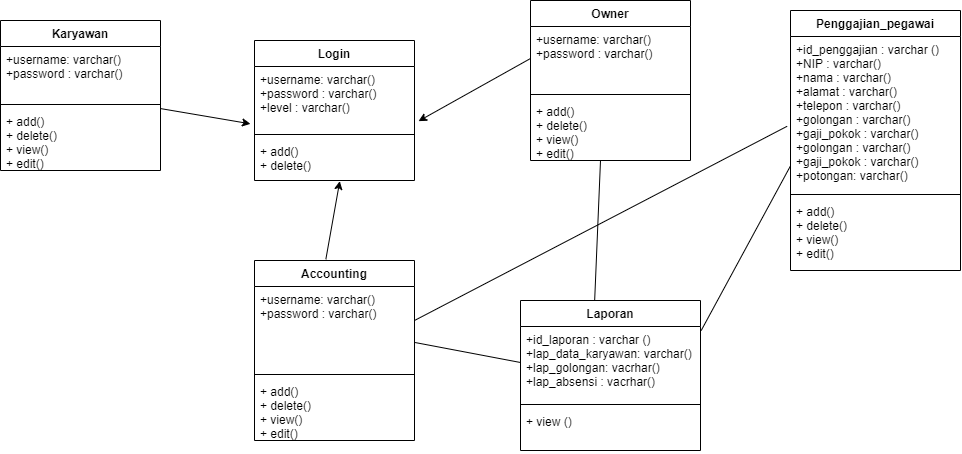 Karyawan
+username: varchar()
+password : varchar()
+ add()
+ delete()
+ view()
+ edit()
Login
+username: varchar()
+password : varchar()
+level : varchar()
+ add()
+ delete()
Owner
+username: varchar()
+password : varchar()
+ add()
+ delete()
+ view()
+ edit()
Penggajian_pegawai
+id_penggajian : varchar ()
+NIP : varchar()
+nama : varchar()
+alamat : varchar()
+telepon : varchar()
+golongan : varchar()
+gaji_pokok : varchar()
+golongan : varchar()
+gaji_pokok : varchar()
+potongan: varchar()
+ add()
+ delete()
+ view()
+ edit()
Accounting
+username: varchar()
+password : varchar()
+ add()
+ delete()
+ view()
+ edit()
Laporan
+id_laporan : varchar ()
+lap_data_karyawan: varchar()
+lap_golongan: vacrhar()
+lap_absensi : vacrhar()
+ view ()